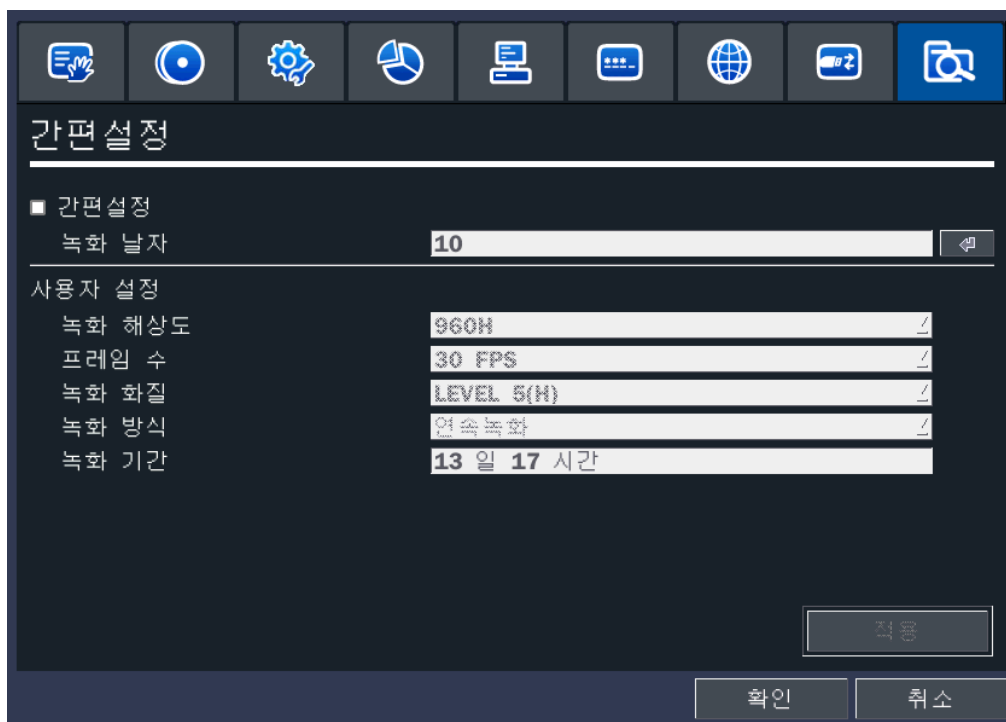 간편설정
간편설정
녹화 날자 10
사용자 설정
녹화 해상도 960H
프레임 수 30 FPS
녹화 화질 LEVEL 5(H)
녹화 방식 연속녹화
녹화 기간 13 일 17 시간
적용
확인 취소